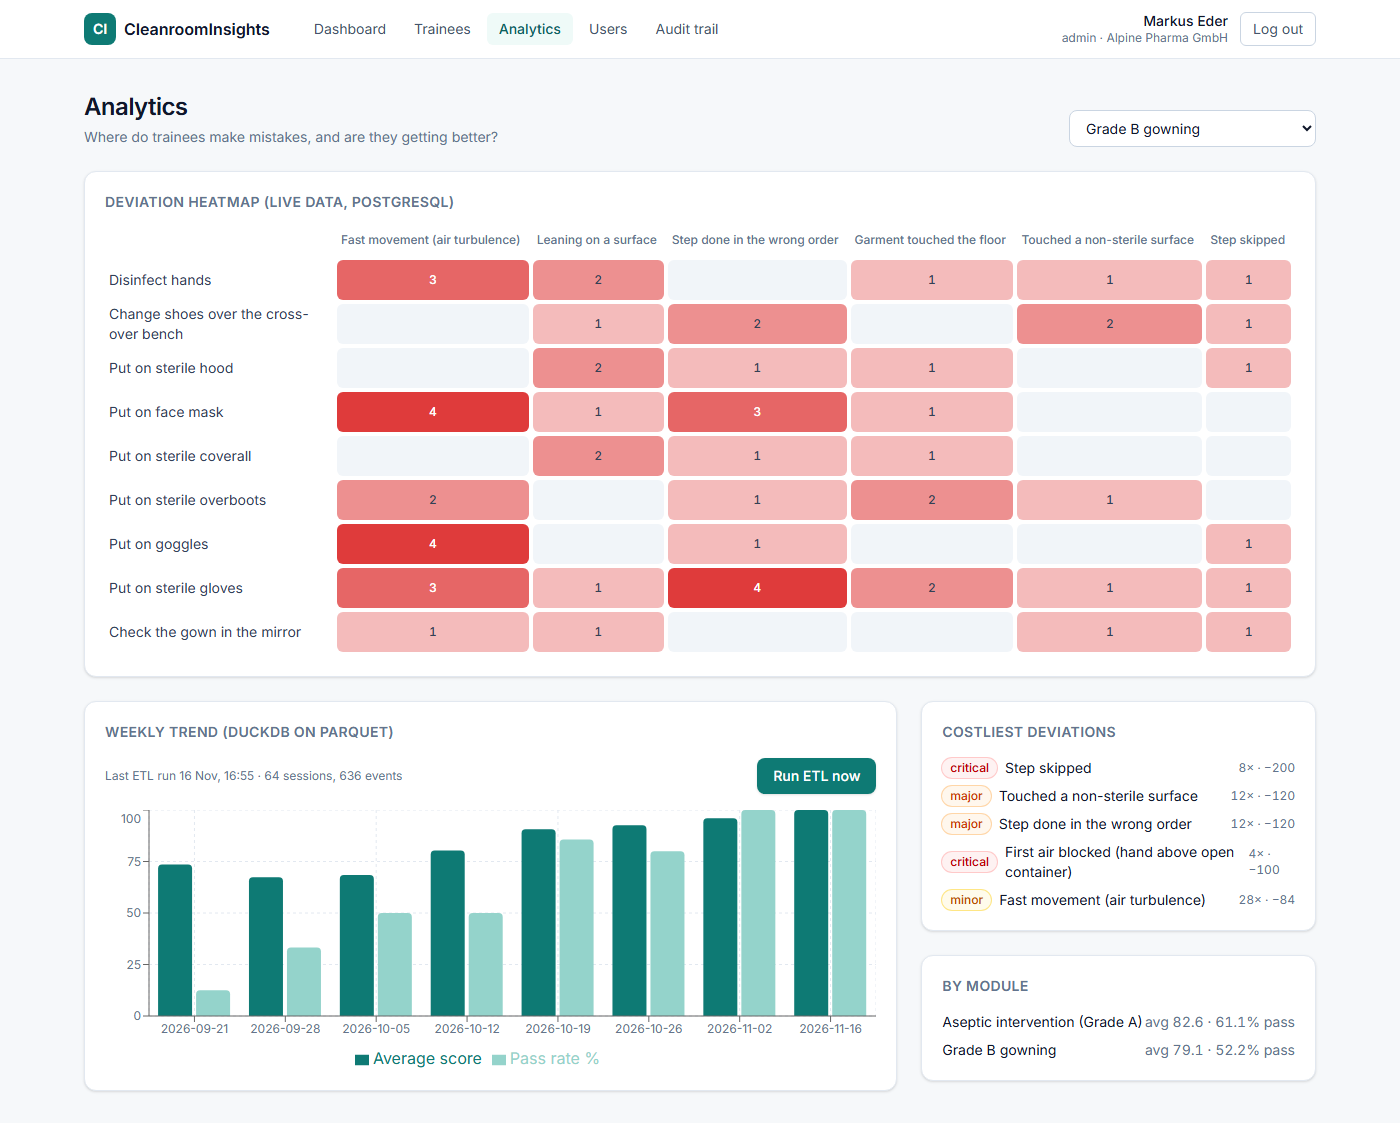 CI CleanroomInsights Dashboard Trainees Analytics Users Audit trail Markus Eder Log out
admin · Alpine Pharma GmbH
Analytics
Where do trainees make mistakes, and are they getting better?
Grade B gowning
DEVIATION HEATMAP (LIVE DATA, POSTGRESQL)
Fast movement (air turbulence) Leaning on a surface Step done in the wrong order Garment touched the floor Touched a non-sterile surface Step skipped
Disinfect hands 3 2 1 1 1
Change shoes over the cross-
over bench 1 2 2 1
Put on sterile hood 2 1 1 1
Put on face mask 4 1 3 1
Put on sterile coverall 2 1 1
Put on sterile overboots 2 1 2 1
Put on goggles 4 1 1
Put on sterile gloves 3 1 4 2 1 1
Check the gown in the mirror 1 1 1 1
WEEKLY TREND (DUCKDB ON PARQUET)
Last ETL run 16 Nov, 16:55 · 64 sessions, 636 events Run ETL now
100
75
50
25
0
2026-09-21 2026-09-28 2026-10-05 2026-10-12 2026-10-19 2026-10-26 2026-11-02 2026-11-16
Average score Pass rate %
COSTLIEST DEVIATIONS
critical Step skipped 8× · −200
major Touched a non-sterile surface 12× · −120
major Step done in the wrong order 12× · −120
critical First air blocked (hand above open 4× ·
container) −100
minor Fast movement (air turbulence) 28× · −84
BY MODULE
Aseptic intervention (Grade A) avg 82.6 · 61.1% pass
Grade B gowning avg 79.1 · 52.2% pass